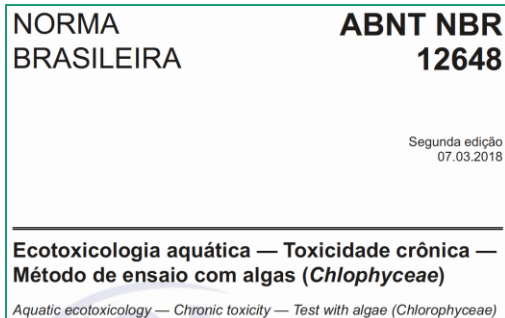 NORMA
BRASILEIRA
ABNT NBR
12648
Segunda edição
07.03.2018
Ecotoxicologia aquática — Toxicidade crônica —
Método de ensaio com algas (Chlophyceae)
Aquatic ecotoxicology — Chronic toxicity — Test with algae (Chlorophyceae)